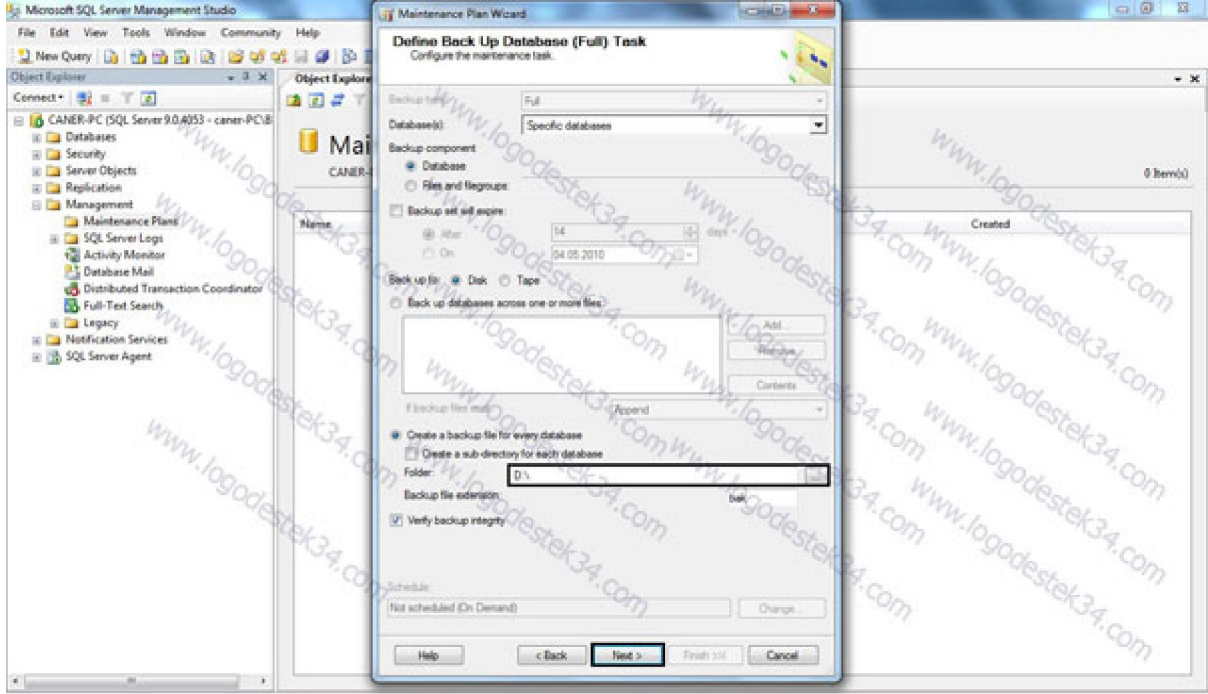 Microsoft SQL Server Management Studio
File Edit View Tools Window Community Help
New Query
Object Explorer
Connect
CANER-PC (SQL Server 9.0.4053 - caner-PC\B
Databases
Security
Server Objects
Replication
Management
Maintenance Plans
SQL Server Logs
Activity Monitor
Database Mail
Distributed Transaction Coordinator
Full-Text Search
Legacy
Notification Services
SQL Server Agent
Object Explore
Mai
CANER-
Name
0 Item(s)
Created
Maintenance Plan Wizard
Define Back Up Database (Full) Task
Configure the maintenance task.
Backup type: Full
Database(s): Specific databases
Backup component
Database
Files and filegroups:
Backup set will expire:
After 14 days
On 04.05.2010
Back up to: Disk Tape
Back up databases across one or more files:
Add...
Remove
Contents
If backup files exist: Append
Create a backup file for every database
Create a sub-directory for each database
Folder: D:\
Backup file extension: bak
Verify backup integrity
Schedule:
Not scheduled (On Demand)
Change...
Help < Back Next > Finish >>| Cancel
www.logodestek34.com